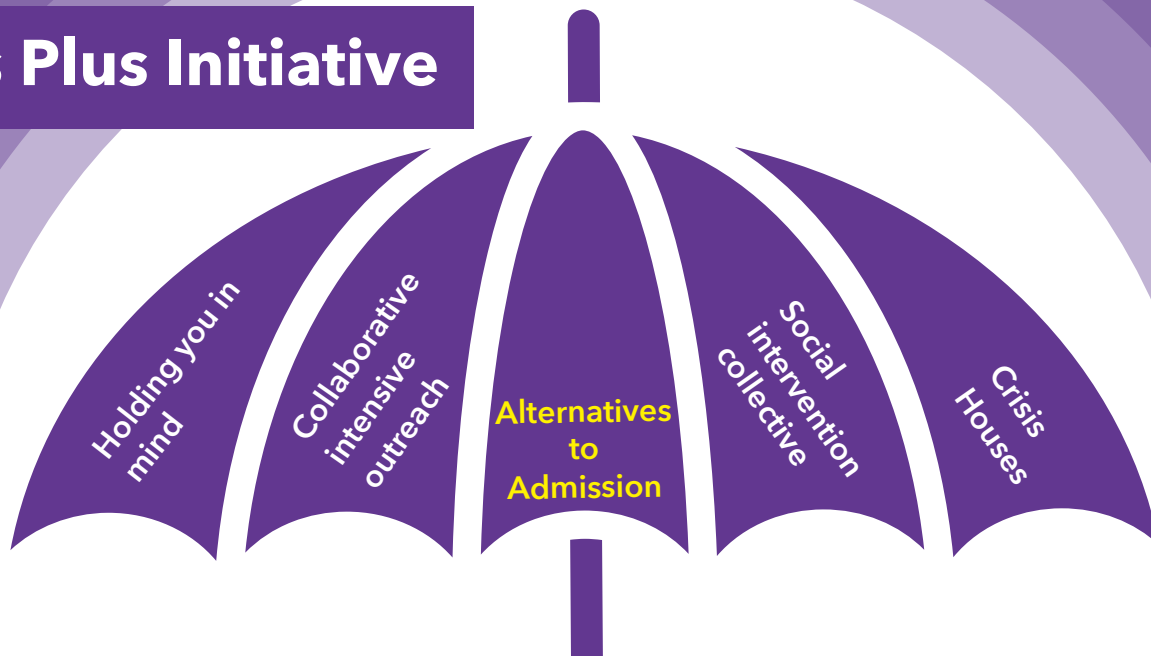 Plus Initiative
Holding you in
mind
Collaborative
intensive
outreach
Alternatives
to
Admission
Social
intervention
collective
Crisis
Houses